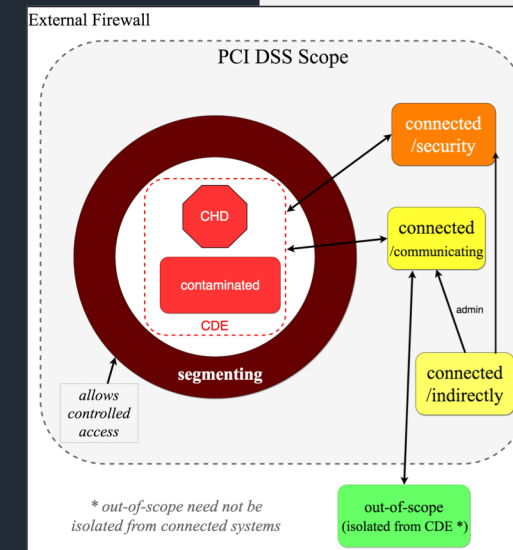 External Firewall
PCI DSS Scope
connected
/security
CHD
connected
/communicating
contaminated
CDE
admin
segmenting
connected
/indirectly
allows
controlled
access
* out-of-scope need not be
isolated from connected systems
out-of-scope
(isolated from CDE *)